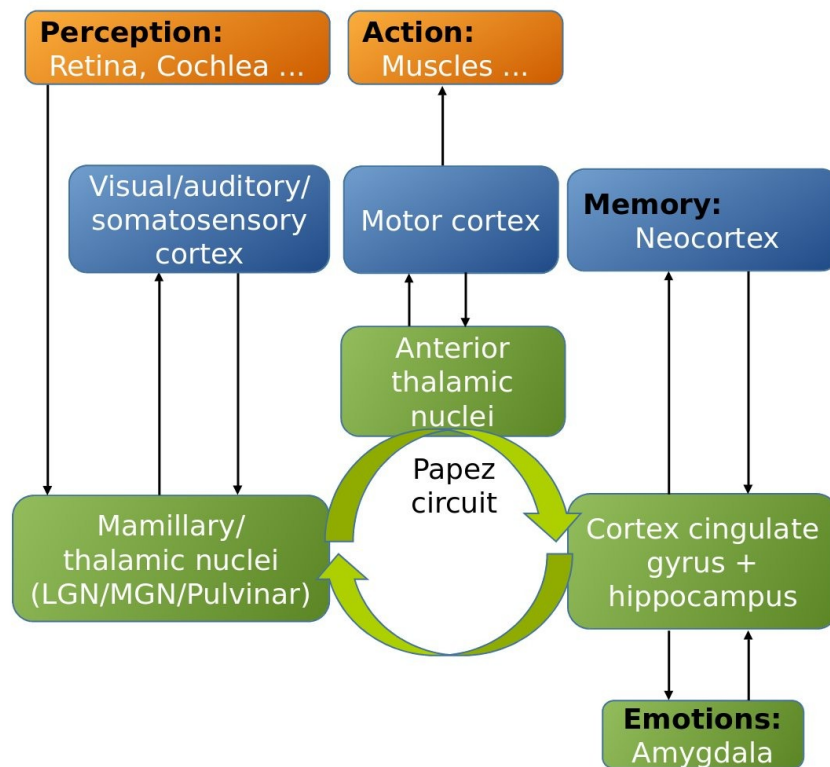 Perception:
Retina, Cochlea ...
Action:
Muscles ...
Visual/auditory/
somatosensory
cortex
Motor cortex
Memory:
Neocortex
Anterior
thalamic
nuclei
Papez
circuit
Mamillary/
thalamic nuclei
(LGN/MGN/Pulvinar)
Cortex cingulate
gyrus +
hippocampus
Emotions:
Amygdala